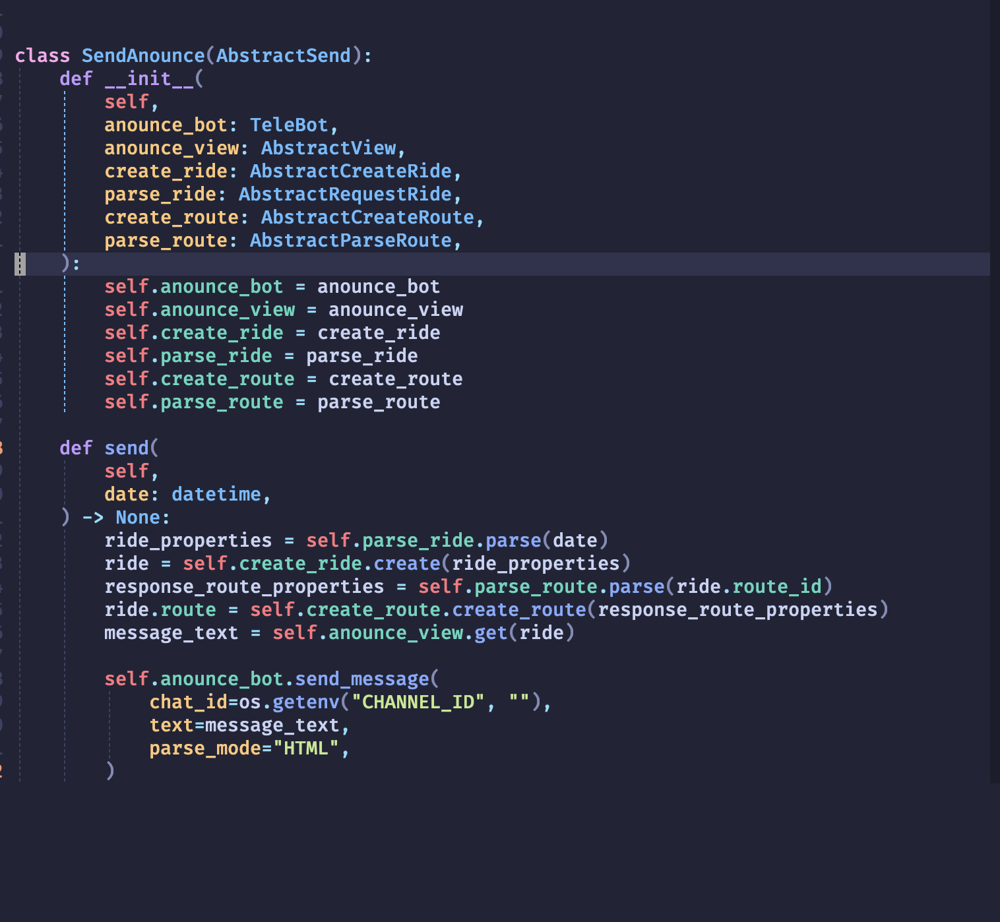 class SendAnounce(AbstractSend):
    def __init__(
        self,
        anounce_bot: TeleBot,
        anounce_view: AbstractView,
        create_ride: AbstractCreateRide,
        parse_ride: AbstractRequestRide,
        create_route: AbstractCreateRoute,
        parse_route: AbstractParseRoute,
    ):
        self.anounce_bot = anounce_bot
        self.anounce_view = anounce_view
        self.create_ride = create_ride
        self.parse_ride = parse_ride
        self.create_route = create_route
        self.parse_route = parse_route

    def send(
        self,
        date: datetime,
    ) -> None:
        ride_properties = self.parse_ride.parse(date)
        ride = self.create_ride.create(ride_properties)
        response_route_properties = self.parse_route.parse(ride.route_id)
        ride.route = self.create_route.create_route(response_route_properties)
        message_text = self.anounce_view.get(ride)

        self.anounce_bot.send_message(
            chat_id=os.getenv("CHANNEL_ID", ""),
            text=message_text,
            parse_mode="HTML",
        )